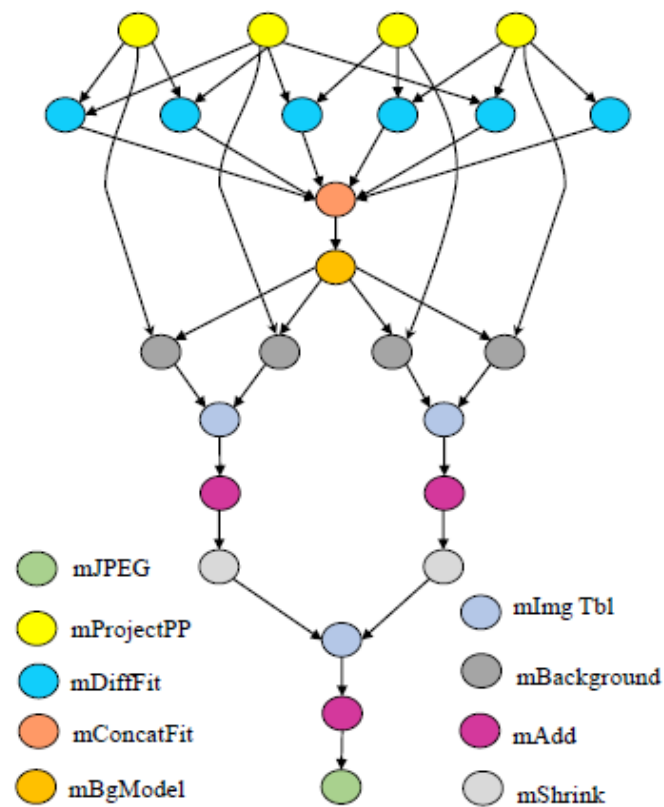 mJPEG
mProjectPP
mDiffFit
mConcatFit
mBgModel
mImg Tbl
mBackground
mAdd
mShrink